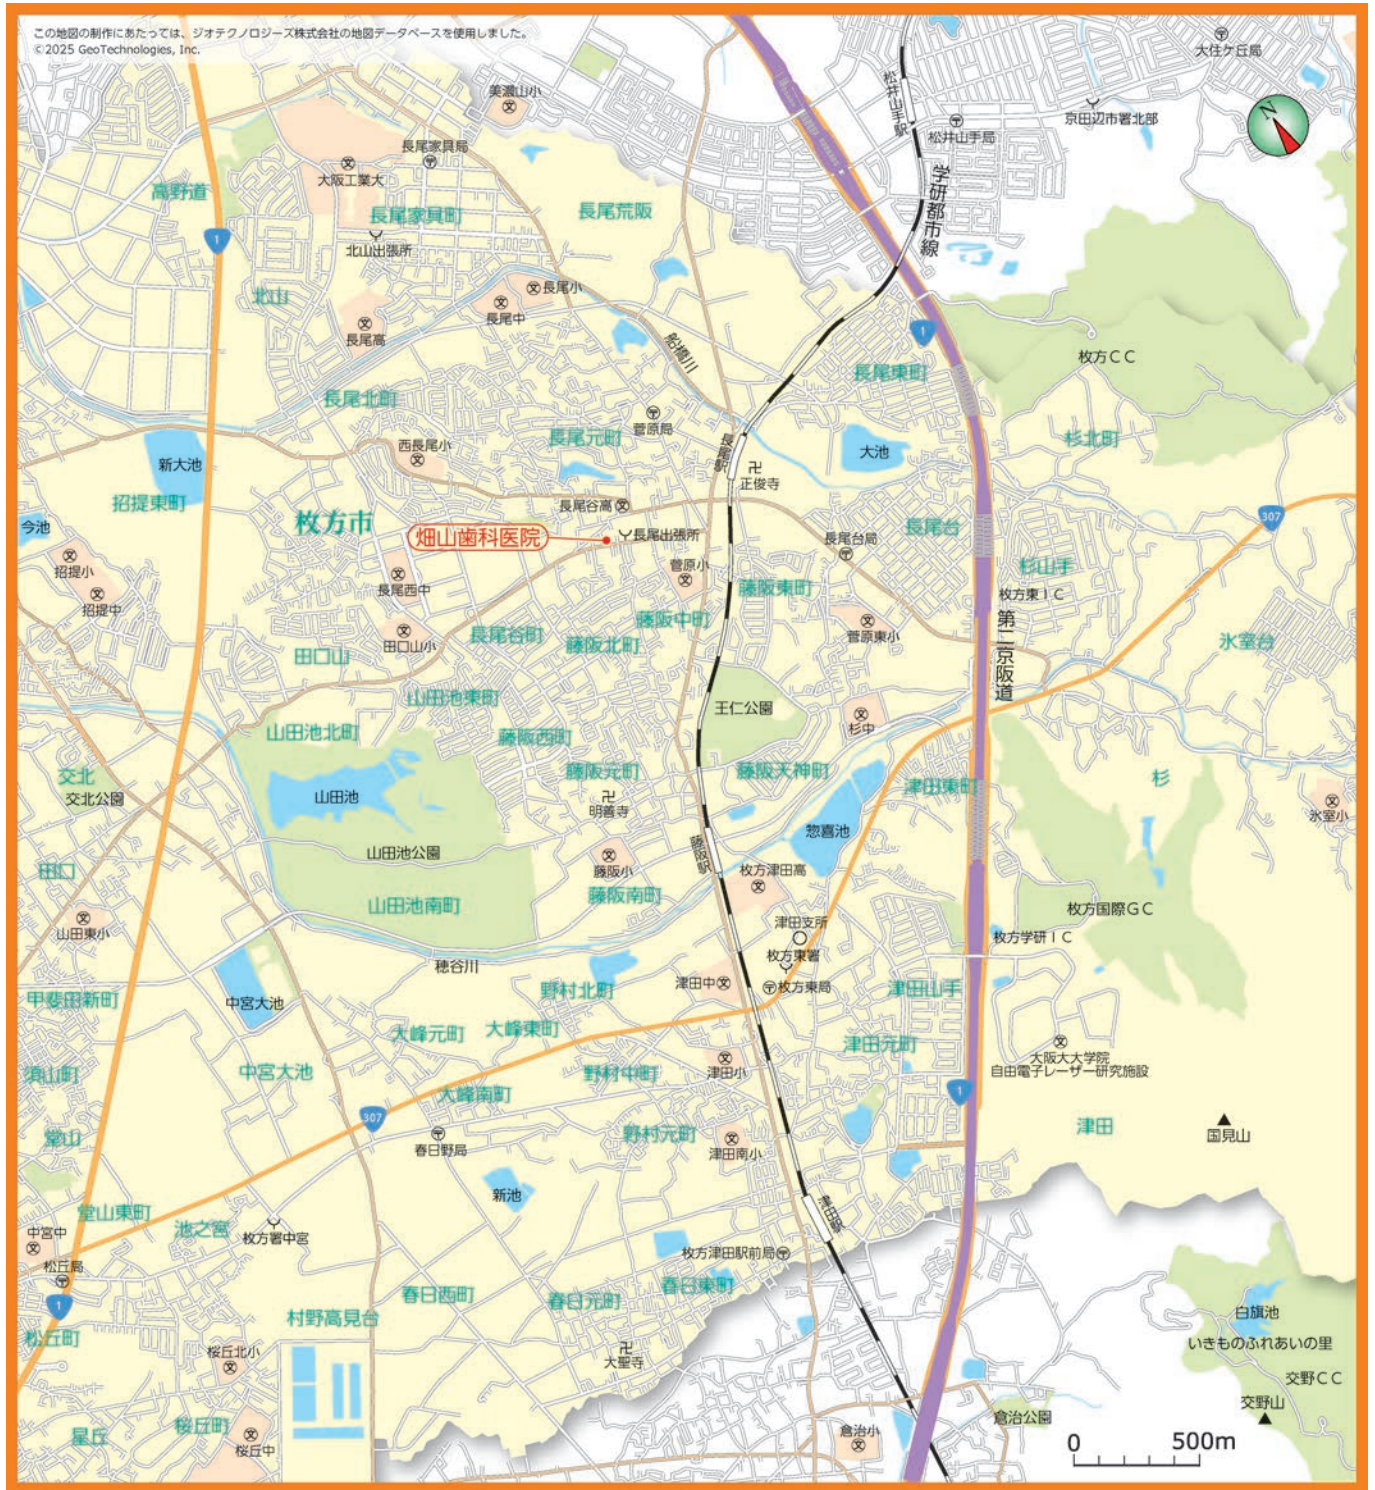 この地図の制作にあたっては、ジオテクノロジーズ株式会社の地図データベースを使用しました。
©2025 GeoTechnologies, Inc.
大住ケ丘局
美濃山小
松井山手駅
京田辺市署北部
松井山手局
N
長尾家具局
大阪工業大
高野道
長尾家具町
長尾荒阪
学研都市線
1
北山出張所
北山
長尾小
長尾中
長尾高
船橋川
1
枚方CC
長尾東町
長尾北町
菅原局
長尾元町
長尾駅
杉北町
西長尾小
大池
新大池
正俊寺
招提東町
長尾谷高
307
枚方市
今池
畑山歯科医院
長尾出張所
長尾台
長尾台局
招提小
菅原小
杉山手
長尾西中
藤阪東町
枚方東IC
招提中
藤阪中町
第二京阪道
長尾谷町
菅原東小
田口山小
藤阪北町
氷室台
田口山
山田池東町
王仁公園
杉中
山田池北町
藤阪西町
交北
藤阪元町
藤阪天神町
杉
津田東町
交北公園
山田池
明善寺
氷室小
惣喜池
山田池公園
藤阪駅
田口
藤阪小
枚方津田高
藤阪南町
山田池南町
枚方国際GC
山田東小
津田支所
枚方学研IC
枚方東署
穂谷川
津田中
枚方東局
津田山手
野村北町
甲斐田新町
中宮大池
大峰元町
大峰東町
津田元町
大阪大大学院
自由電子レーザー研究施設
須山町
中宮大池
野村中町
津田小
大峰南町
1
307
津田
国見山
堂山
野村元町
春日野局
津田南小
新池
堂山東町
津田駅
池之宮
中宮中
枚方署中宮
枚方津田駅前局
松丘局
春日東町
春日西町
春日元町
1
村野高見台
白旗池
松丘町
いきものふれあいの里
桜丘北小
大聖寺
交野CC
交野山
倉治公園
桜丘町
星丘
倉治小
桜丘中
0
500m